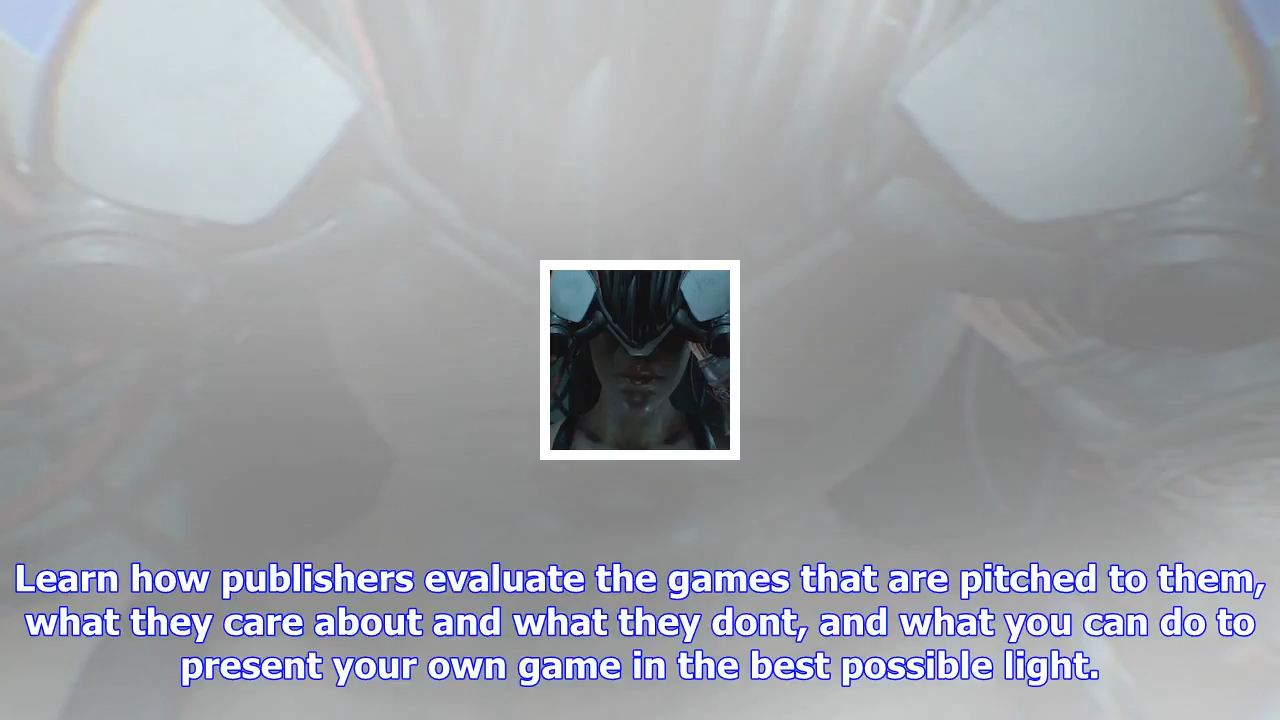 Learn how publishers evaluate the games that are pitched to them,
what they care about and what they dont, and what you can do to
present your own game in the best possible light.